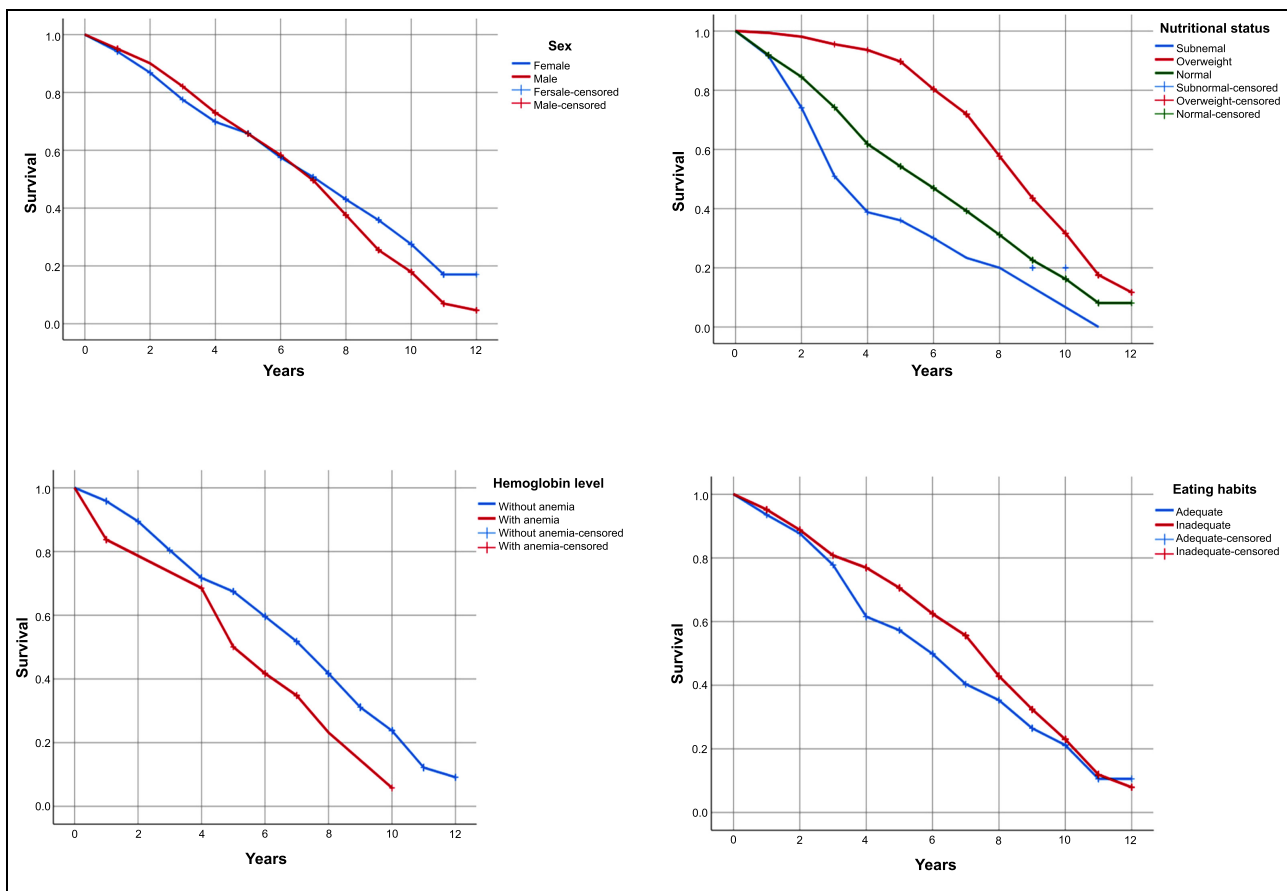 Sex
Female
Male
Fersale-censored
Male-censored
1.0
0.8
0.6
0.4
0.2
0.0
Survival
0 2 4 6 8 10 12
Years
Nutritional status
Subnemal
Overweight
Normal
Subnormal-censored
Overweight-censored
Normal-censored
1.0
0.8
0.6
0.4
0.2
0.0
Survival
0 2 4 6 8 10 12
Years
Hemoglobin level
Without anemia
With anemia
Without anemia-censored
With anemia-censored
1.0
0.8
0.6
0.4
0.2
0.0
Survival
0 2 4 6 8 10 12
Years
Eating habits
Adequate
Inadequate
Adequate-censored
Inadequate-censored
1.0
0.8
0.6
0.4
0.2
0.0
Survival
0 2 4 6 8 10 12
Years